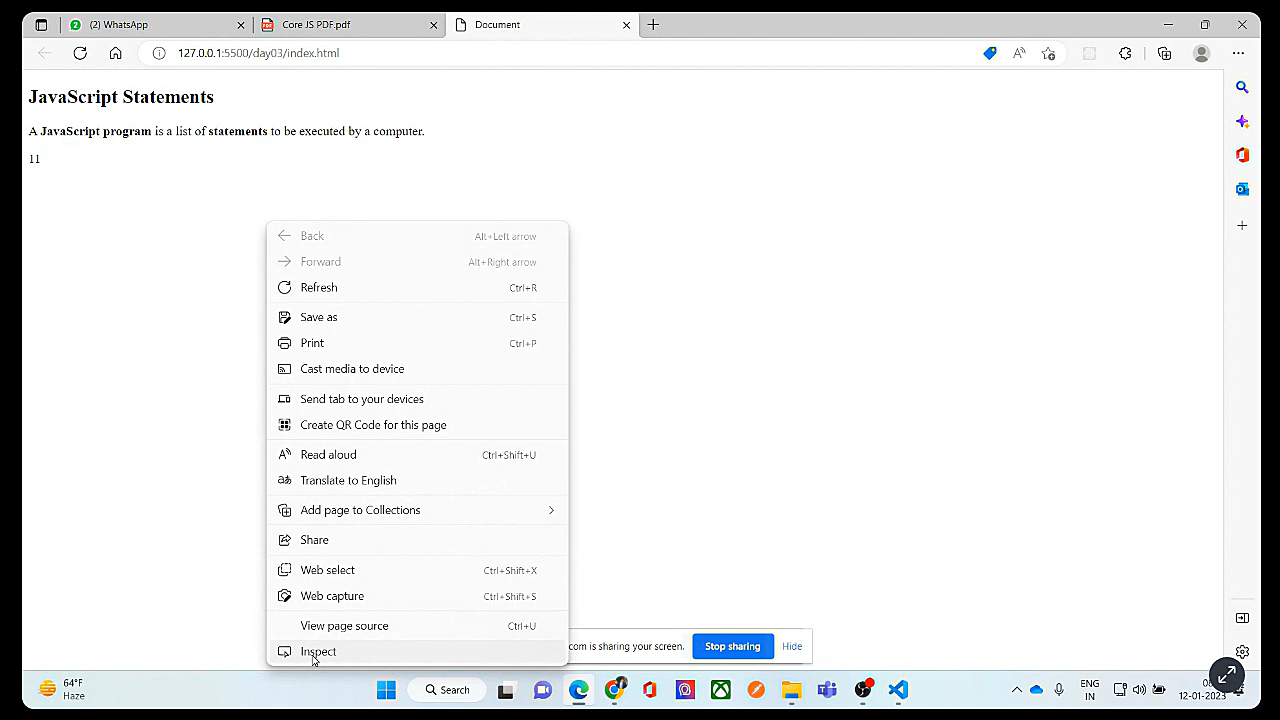 (2) WhatsApp
Core JS PDF.pdf
Document
127.0.0.1:5500/day03/index.html
JavaScript Statements
A JavaScript program is a list of statements to be executed by a computer.
11
Back Alt+Left arrow
Forward Alt+Right arrow
Refresh Ctrl+R
Save as Ctrl+S
Print Ctrl+P
Cast media to device
Send tab to your devices
Create QR Code for this page
Read aloud Ctrl+Shift+U
Translate to English
Add page to Collections
Share
Web select Ctrl+Shift+X
Web capture Ctrl+Shift+S
View page source Ctrl+U
Inspect
com is sharing your screen. Stop sharing Hide
64°F
Haze
Search
ENG
IN
12-01-2023